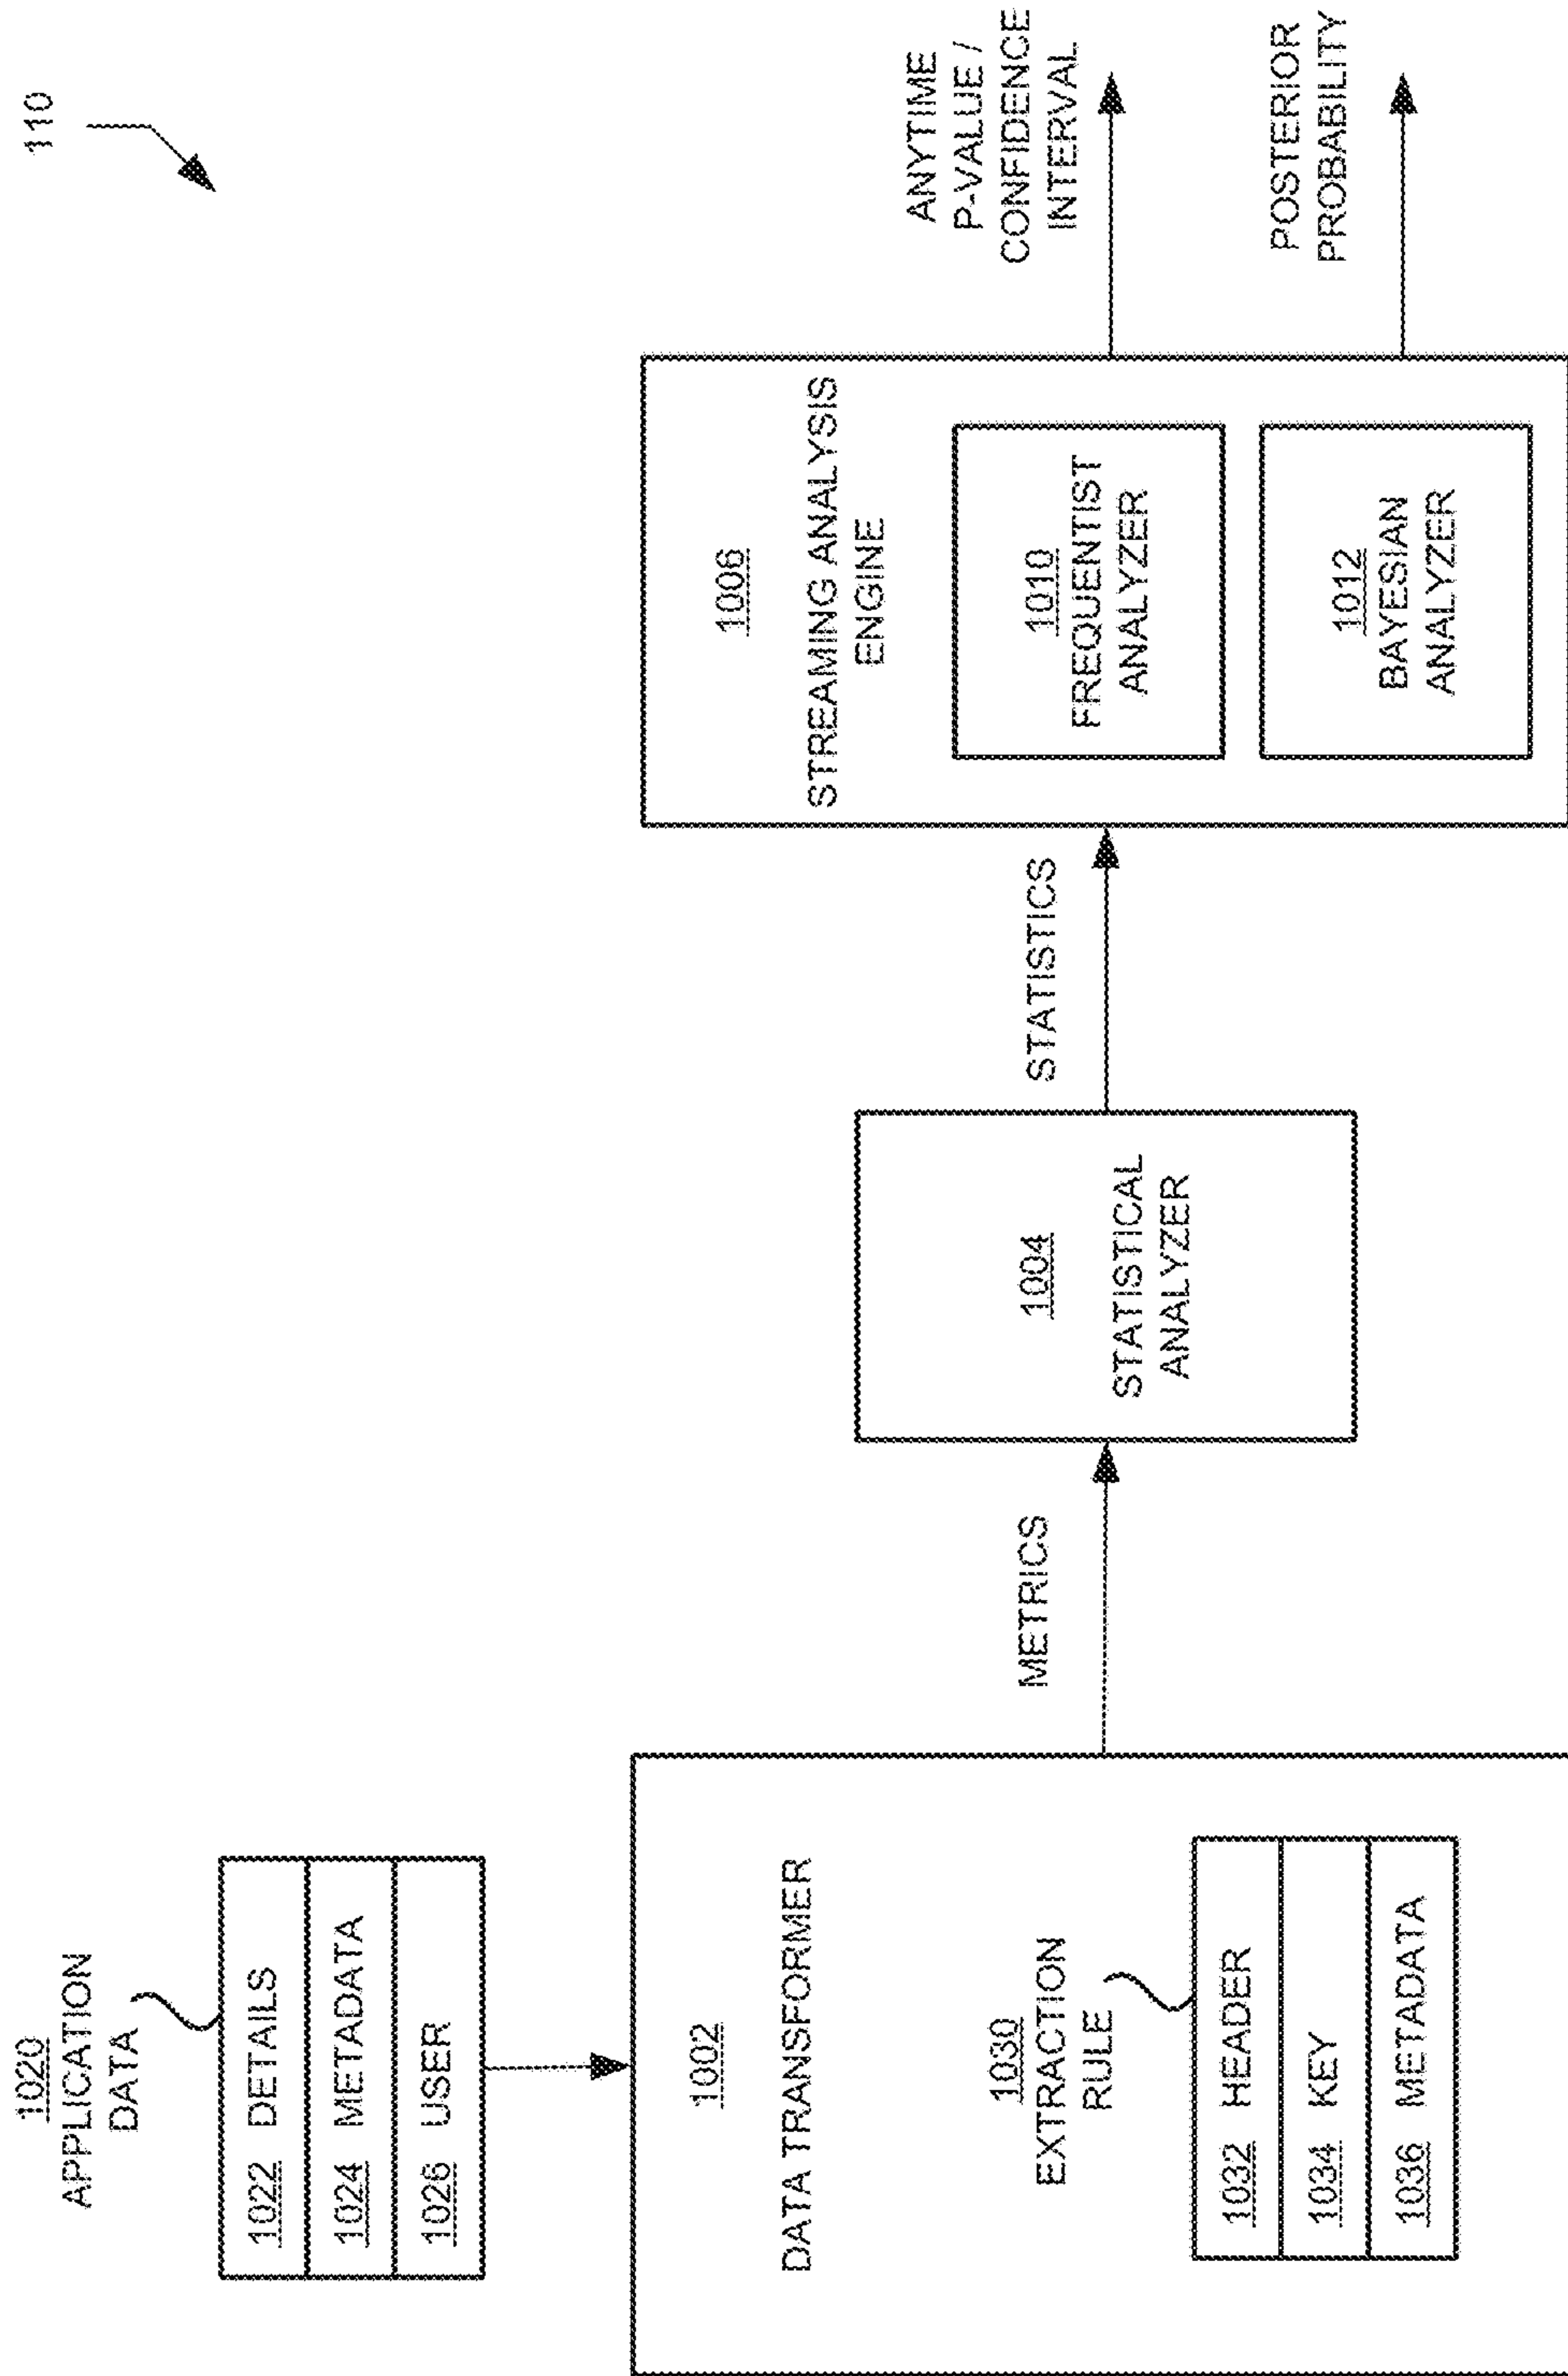 110
1020
APPLICATION
DATA
1022 DETAILS
1024 METADATA
1026 USER
1002
DATA TRANSFORMER
1030
EXTRACTION
RULE
1032 HEADER
1034 KEY
1036 METADATA
METRICS
1004
STATISTICAL
ANALYZER
STATISTICS
1006
STREAMING ANALYSIS
ENGINE
1010
FREQUENTIST
ANALYZER
1012
BAYESIAN
ANALYZER
ANYTIME
P-VALUE /
CONFIDENCE
INTERVAL
POSTERIOR
PROBABILITY